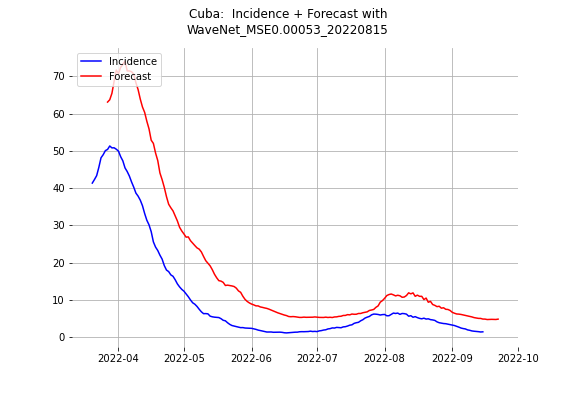 Cuba:  Incidence + Forecast with
WaveNet_MSE0.00053_20220815
Incidence
Forecast
70
60
50
40
30
20
10
0
2022-04 2022-05 2022-06 2022-07 2022-08 2022-09 2022-10